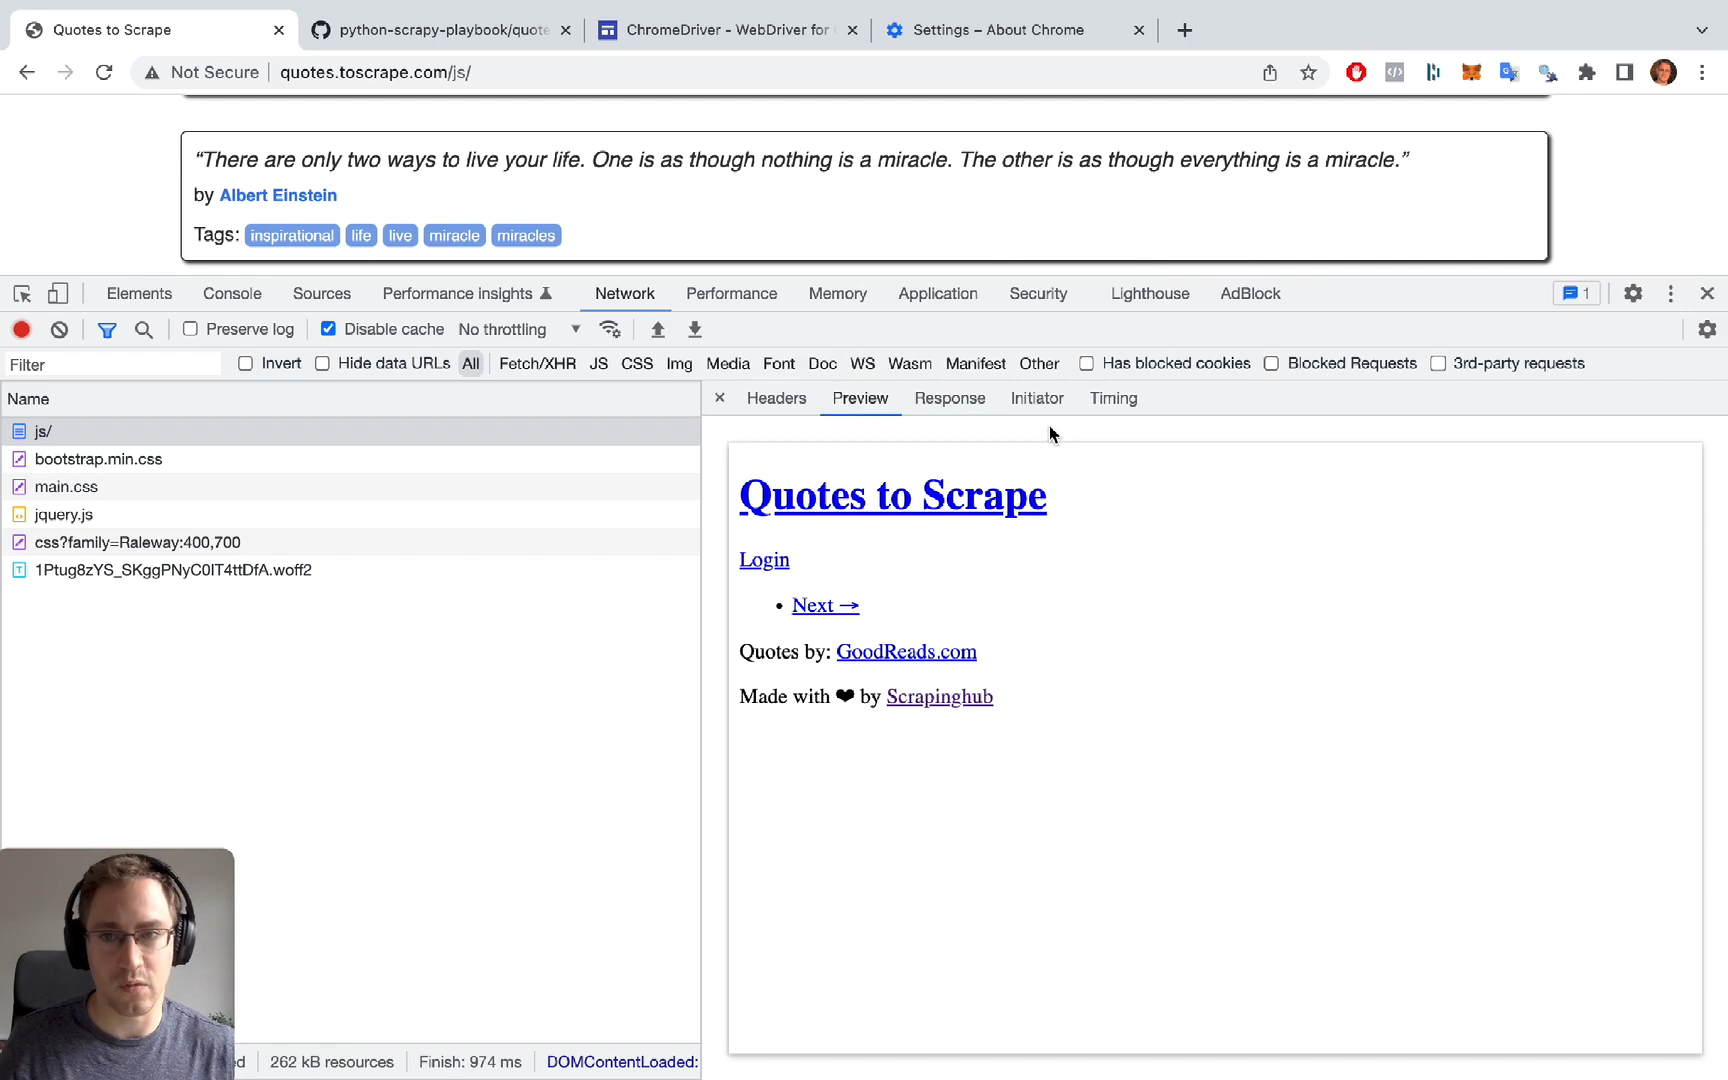 Quotes to Scrape
python-scrapy-playbook/quote
ChromeDriver - WebDriver for
Settings – About Chrome
Not Secure quotes.toscrape.com/js/
“There are only two ways to live your life. One is as though nothing is a miracle. The other is as though everything is a miracle.”
by Albert Einstein
Tags: inspirational life live miracle miracles
Elements Console Sources Performance insights Network Performance Memory Application Security Lighthouse AdBlock 1
Preserve log Disable cache No throttling
Filter Invert Hide data URLs All Fetch/XHR JS CSS Img Media Font Doc WS Wasm Manifest Other Has blocked cookies Blocked Requests 3rd-party requests
Name
Headers Preview Response Initiator Timing
js/
bootstrap.min.css
main.css
jquery.js
css?family=Raleway:400,700
1Ptug8zYS_SKggPNyC0IT4ttDfA.woff2
Quotes to Scrape
Login
• Next →
Quotes by: GoodReads.com
Made with ❤ by Scrapinghub
262 kB resources Finish: 974 ms DOMContentLoaded: